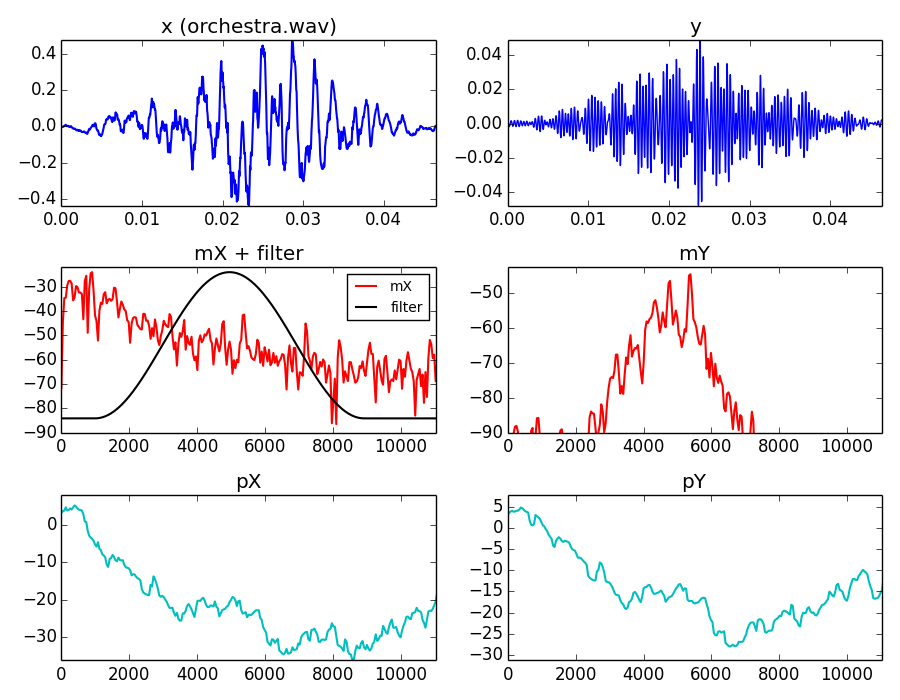 x (orchestra.wav)
0.4
0.2
0.0
−0.2
−0.4
0.00 0.01 0.02 0.03 0.04
y
0.04
0.02
0.00
−0.02
−0.04
0.00 0.01 0.02 0.03 0.04
mX + filter
−30
−40
−50
−60
−70
−80
−90
mX
filter
0 2000 4000 6000 8000 10000
mY
−50
−60
−70
−80
−90
0 2000 4000 6000 8000 10000
pX
0
−10
−20
−30
0 2000 4000 6000 8000 10000
pY
5
0
−5
−10
−15
−20
−25
−30
0 2000 4000 6000 8000 10000